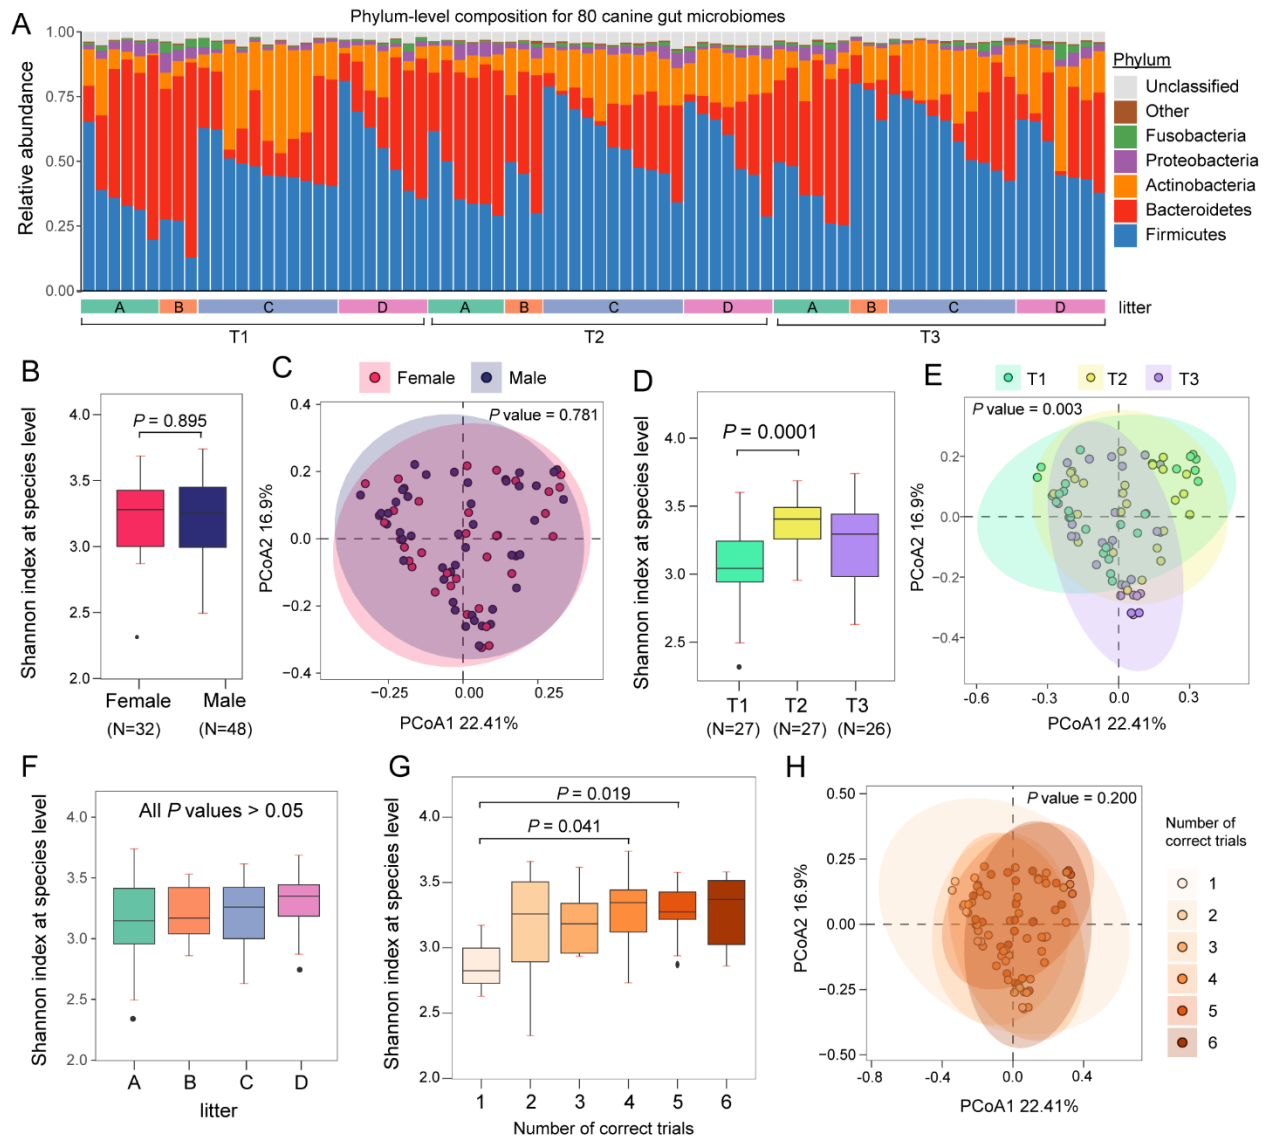 A
Phylum-level composition for 80 canine gut microbiomes
Relative abundance
1.00
0.75
0.50
0.25
0.00
A B C D A B C D A B C D litter
T1 T2 T3
Phylum
Unclassified
Other
Fusobacteria
Proteobacteria
Actinobacteria
Bacteroidetes
Firmicutes
B
Shannon index at species level
4.0
3.5
3.0
2.5
2.0
P = 0.895
Female Male
(N=32) (N=48)
C
Female Male
P value = 0.781
PCoA2 16.9%
0.4
0.2
0.0
−0.2
−0.4
−0.25 0.00 0.25
PCoA1 22.41%
D
Shannon index at species level
4.0
3.5
3.0
2.5
P = 0.0001
T1 T2 T3
(N=27) (N=27) (N=26)
E
T1 T2 T3
P value = 0.003
PCoA2 16.9%
0.2
0.0
−0.2
−0.4
-0.6 -0.3 0.0 0.3
PCoA1 22.41%
F
Shannon index at species level
All P values > 0.05
4.0
3.5
3.0
2.5
2.0
A B C D
litter
G
Shannon index at species level
4.0
3.5
3.0
2.5
2.0
P = 0.019
P = 0.041
1 2 3 4 5 6
Number of correct trials
H
P value = 0.200
PCoA2 16.9%
0.50
0.25
0.00
−0.25
−0.50
-0.8 -0.4 0.0 0.4
PCoA1 22.41%
Number of
correct trials
1
2
3
4
5
6